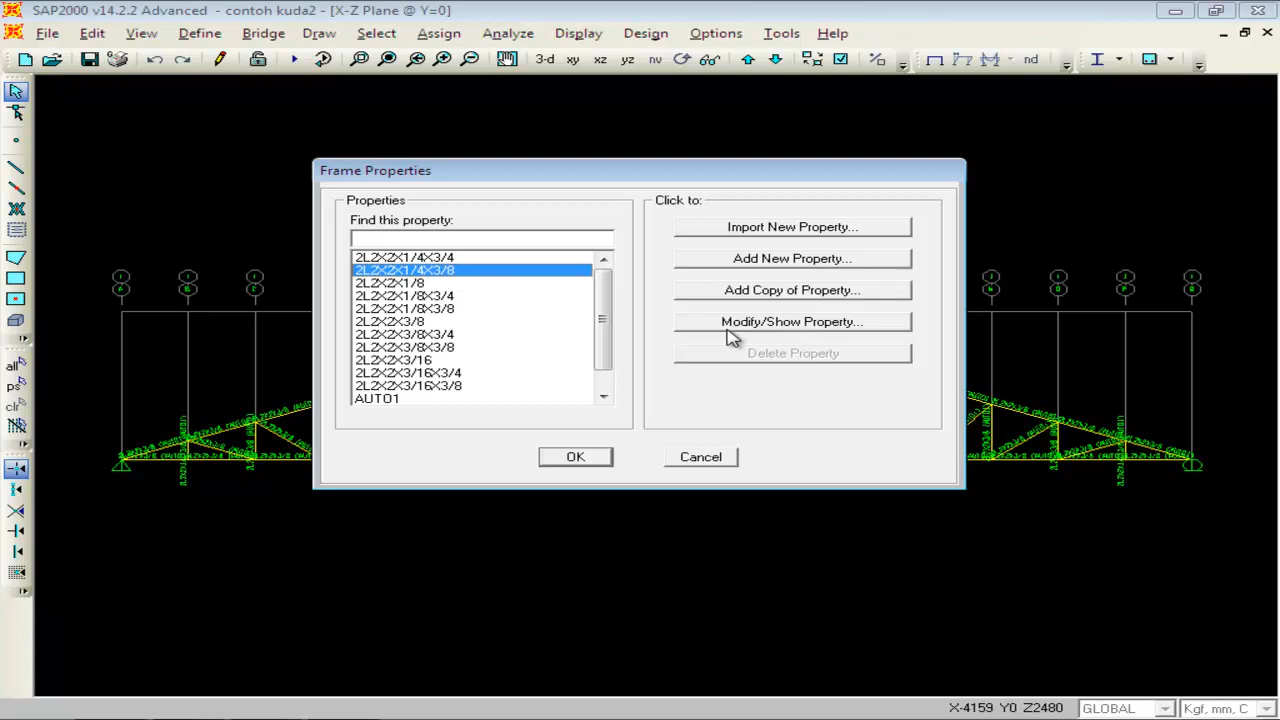 SAP2000 v14.2.2 Advanced - contoh kuda2 - [X-Z Plane @ Y=0]
File Edit View Define Bridge Draw Select Assign Analyze Display Design Options Tools Help
3-d xy xz yz nv nd
all
ps
clr
Frame Properties
Properties
Find this property:
2L2X2X1/4X3/4
2L2X2X1/4X3/8
2L2X2X1/8
2L2X2X1/8X3/4
2L2X2X1/8X3/8
2L2X2X3/8
2L2X2X3/8X3/4
2L2X2X3/8X3/8
2L2X2X3/16
2L2X2X3/16X3/4
2L2X2X3/16X3/8
AUTO1
Click to:
Import New Property...
Add New Property...
Add Copy of Property...
Modify/Show Property...
Delete Property
OK
Cancel
X-4159 Y0 Z2480
GLOBAL
Kgf, mm, C